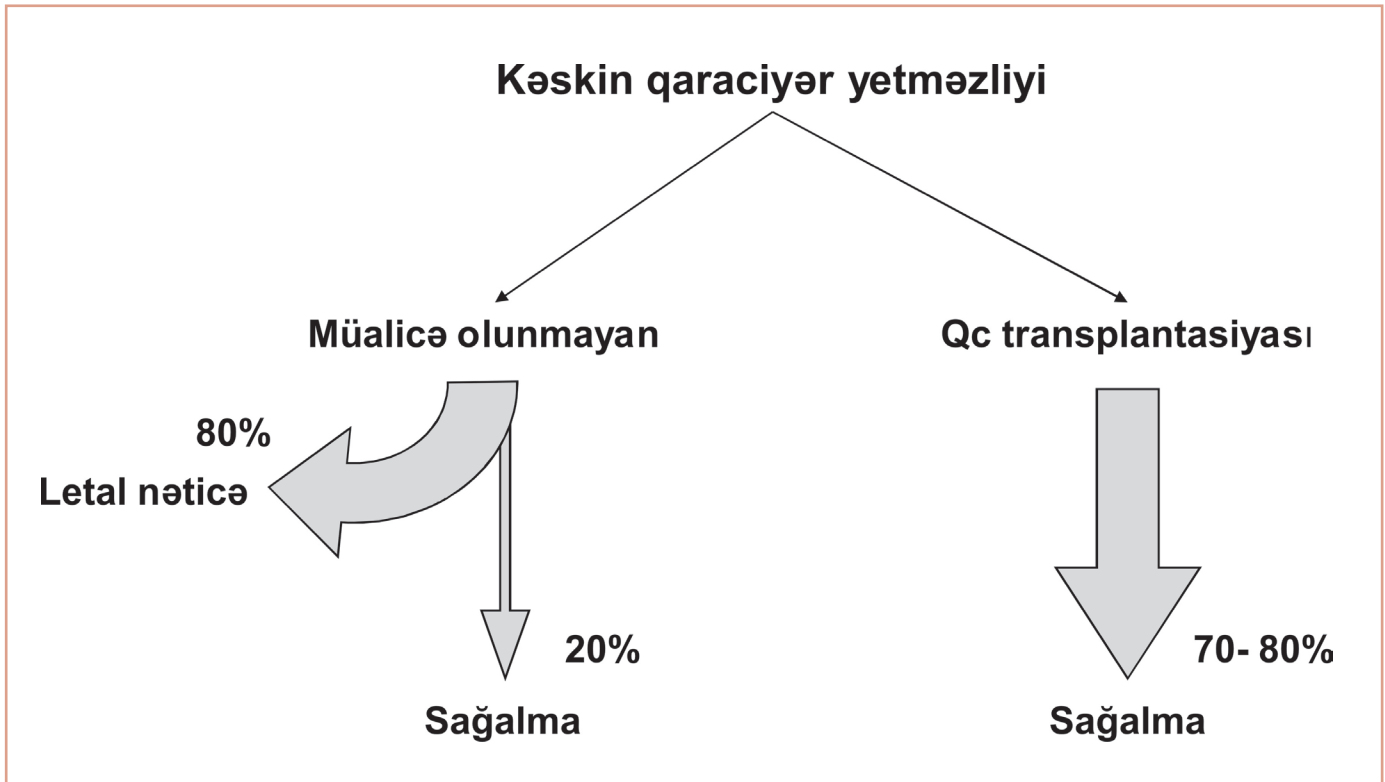 Kəskin qaraciyər yetməzliyi
Müalicə olunmayan
Qc transplantasiyası
80%
Letal nəticə
20%
70- 80%
Sağalma
Sağalma